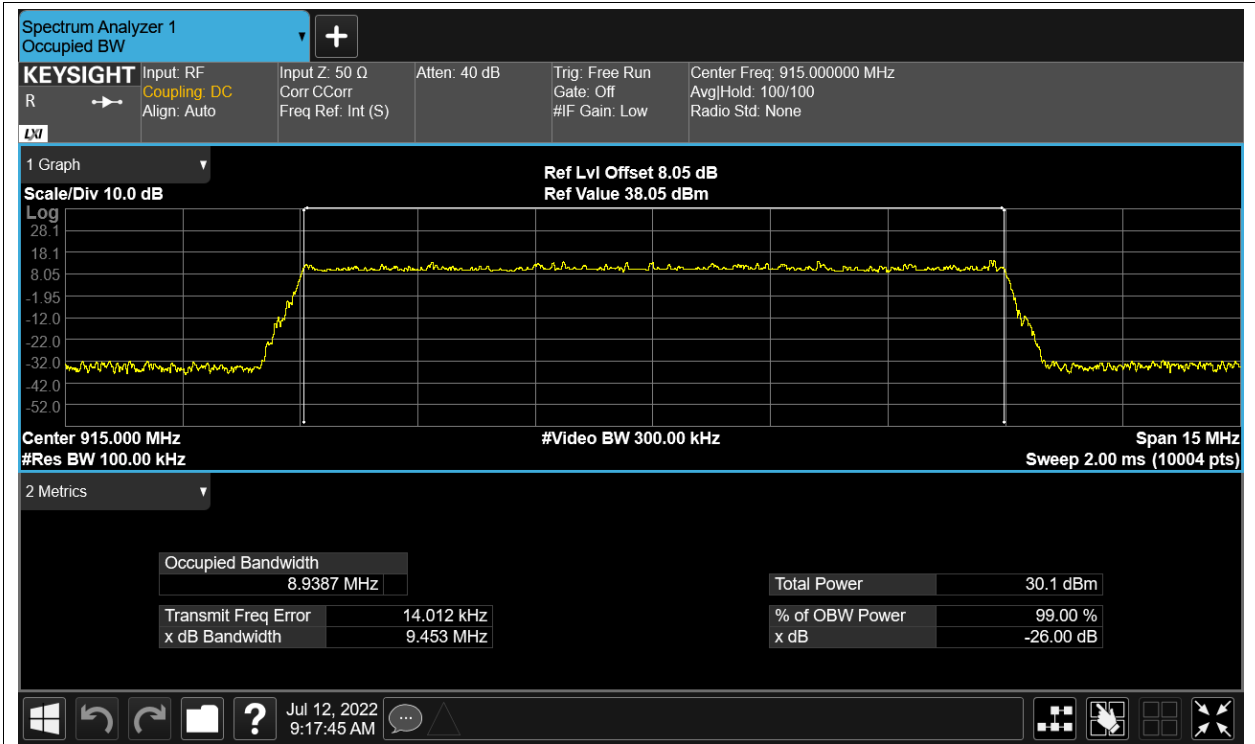 Spectrum Analyzer 1
Occupied BW
KEYSIGHT
R
LXI
Input: RF
Coupling: DC
Align: Auto
Input Z: 50 Ω
Corr CCorr
Freq Ref: Int (S)
Atten: 40 dB
Trig: Free Run
Gate: Off
#IF Gain: Low
Center Freq: 915.000000 MHz
Avg|Hold: 100/100
Radio Std: None
1 Graph
Scale/Div 10.0 dB
Ref Lvl Offset 8.05 dB
Ref Value 38.05 dBm
Log
28.1
18.1
8.05
-1.95
-12.0
-22.0
-32.0
-42.0
-52.0
Center 915.000 MHz
#Res BW 100.00 kHz
#Video BW 300.00 kHz
Span 15 MHz
Sweep 2.00 ms (10004 pts)
2 Metrics
Occupied Bandwidth
8.9387 MHz
Transmit Freq Error 14.012 kHz
x dB Bandwidth 9.453 MHz
Total Power 30.1 dBm
% of OBW Power 99.00 %
x dB -26.00 dB
?
Jul 12, 2022
9:17:45 AM